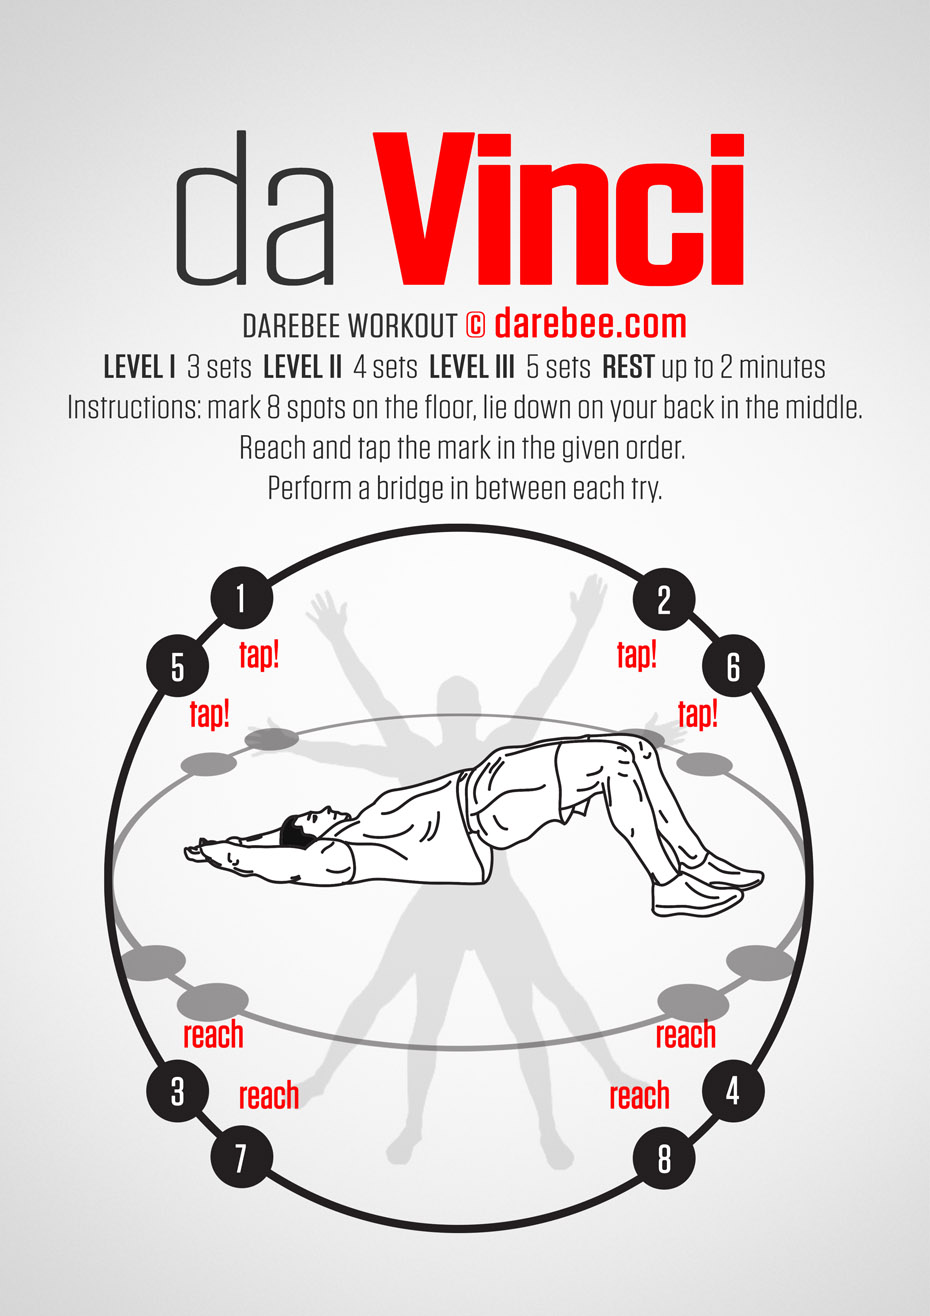 da Vinci
DAREBEE WORKOUT © darebee.com
LEVEL I 3 sets LEVEL II 4 sets LEVEL III 5 sets REST up to 2 minutes
Instructions: mark 8 spots on the floor, lie down on your back in the middle.
Reach and tap the mark in the given order.
Perform a bridge in between each try.
1 2
tap! tap!
5 6
tap! tap!
reach reach
3 4
reach reach
7 8